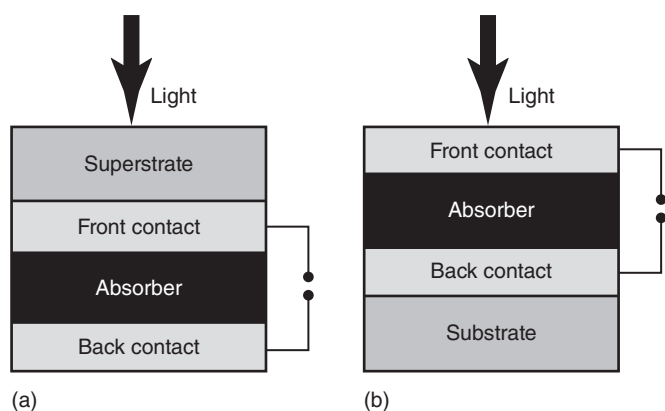 Light
Superstrate
Front contact
Absorber
Back contact
(a)
Light
Front contact
Absorber
Back contact
Substrate
(b)